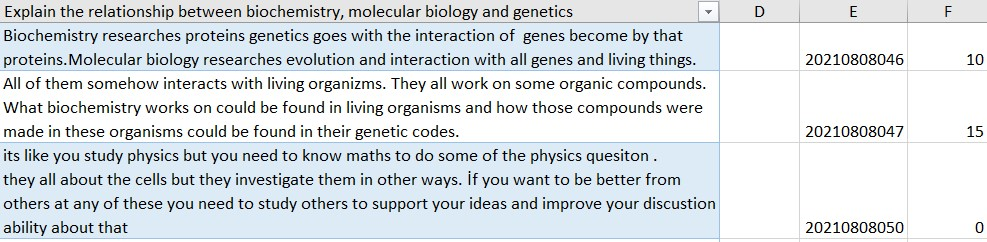 Explain the relationship between biochemistry, molecular biology and genetics D E F
Biochemistry researches proteins genetics goes with the interaction of genes become by that
proteins.Molecular biology researches evolution and interaction with all genes and living things. 20210808046 10
All of them somehow interacts with living organizms. They all work on some organic compounds.
What biochemistry works on could be found in living organisms and how those compounds were
made in these organisms could be found in their genetic codes. 20210808047 15
its like you study physics but you need to know maths to do some of the physics quesiton .
they all about the cells but they investigate them in other ways. İf you want to be better from
others at any of these you need to study others to support your ideas and improve your discustion
ability about that 20210808050 0